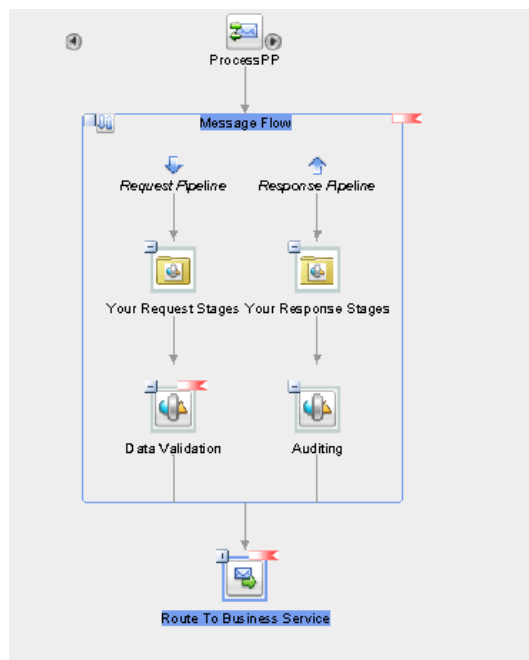 ProcessPP
Message Flow
Request Pipeline Response Pipeline
Your Request Stages Your Response Stages
Data Validation Auditing
Route To Business Service